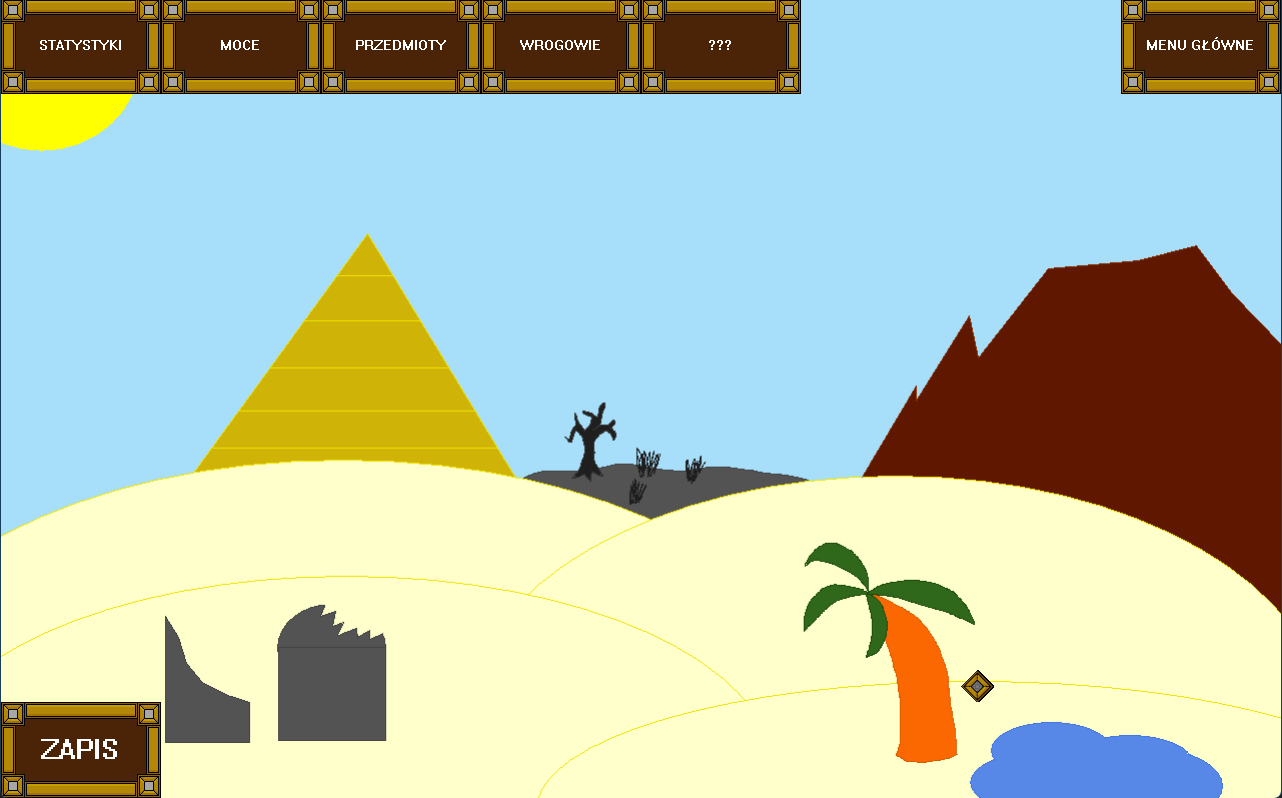 STATYSTYKI
MOCE
PRZEDMIOTY
WROGOWIE
???
MENU GŁÓWNE
ZAPIS